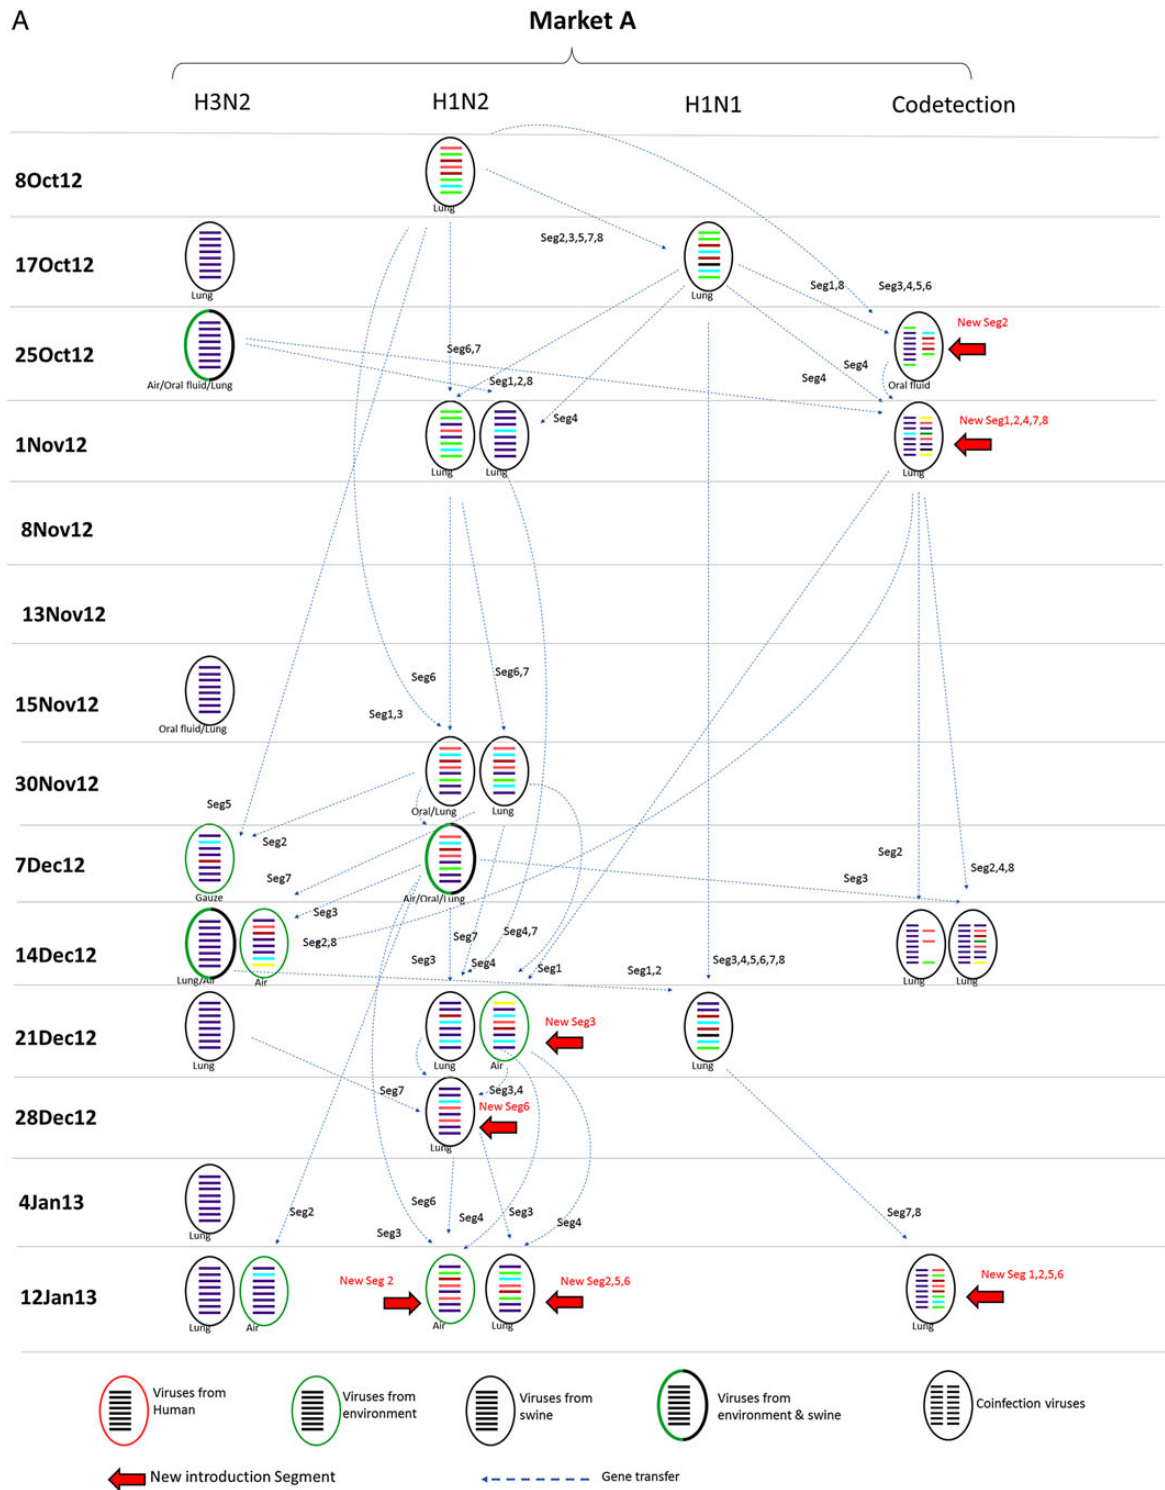 A
Market A
H3N2 H1N2 H1N1 Codetection
8Oct12
Lung
Seg2,3,5,7,8
17Oct12
Lung
Lung
Seg1,8
Seg3,4,5,6
25Oct12
Air/Oral fluid/Lung
Seg6,7
Seg1,2,8
Seg4
Seg4
New Seg2
Oral fluid
1Nov12
Lung
Lung
Seg4
New Seg1,2,4,7,8
Lung
8Nov12
13Nov12
15Nov12
Oral fluid/Lung
Seg6
Seg6,7
Seg1,3
30Nov12
Oral/Lung
Lung
Seg5
7Dec12
Seg2
Gauze
Seg7
Air/Oral/Lung
Seg2
Seg3
Seg2,4,8
14Dec12
Lung/Air
Air
Seg3
Seg2,8
Seg3
Seg7
Seg4
Seg4,7
Seg1
Seg1,2
Seg3,4,5,6,7,8
Lung
Lung
21Dec12
Lung
Lung
Air
New Seg3
Lung
28Dec12
Seg7
Seg3,4
New Seg6
Lung
4Jan13
Lung
Seg2
Seg6
Seg3
Seg4
Seg3
Seg4
Seg7,8
12Jan13
Lung
Air
New Seg 2
Air
Lung
New Seg2,5,6
New Seg 1,2,5,6
Lung
Viruses from
Human
Viruses from
environment
Viruses from
swine
Viruses from
environment & swine
Coinfection viruses
New introduction Segment
Gene transfer